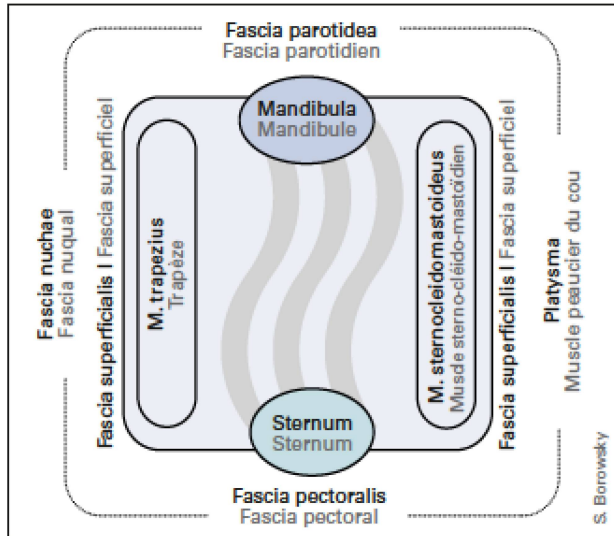 Fascia parotidea
Fascia parotidien
Mandibula
Mandibule
Fascia nuchae
Fascia nuqual
Fascia superficialis | Fascia superficiel
M. trapezius
Trapèze
M. sternocleidomastoideus
Musde sterno-cléido-mastoïdien
Fascia superficialis | Fascia superficiel
Platysma
Muscle peaucier du cou
Sternum
Sternum
Fascia pectoralis
Fascia pectoral
S. Borowsky